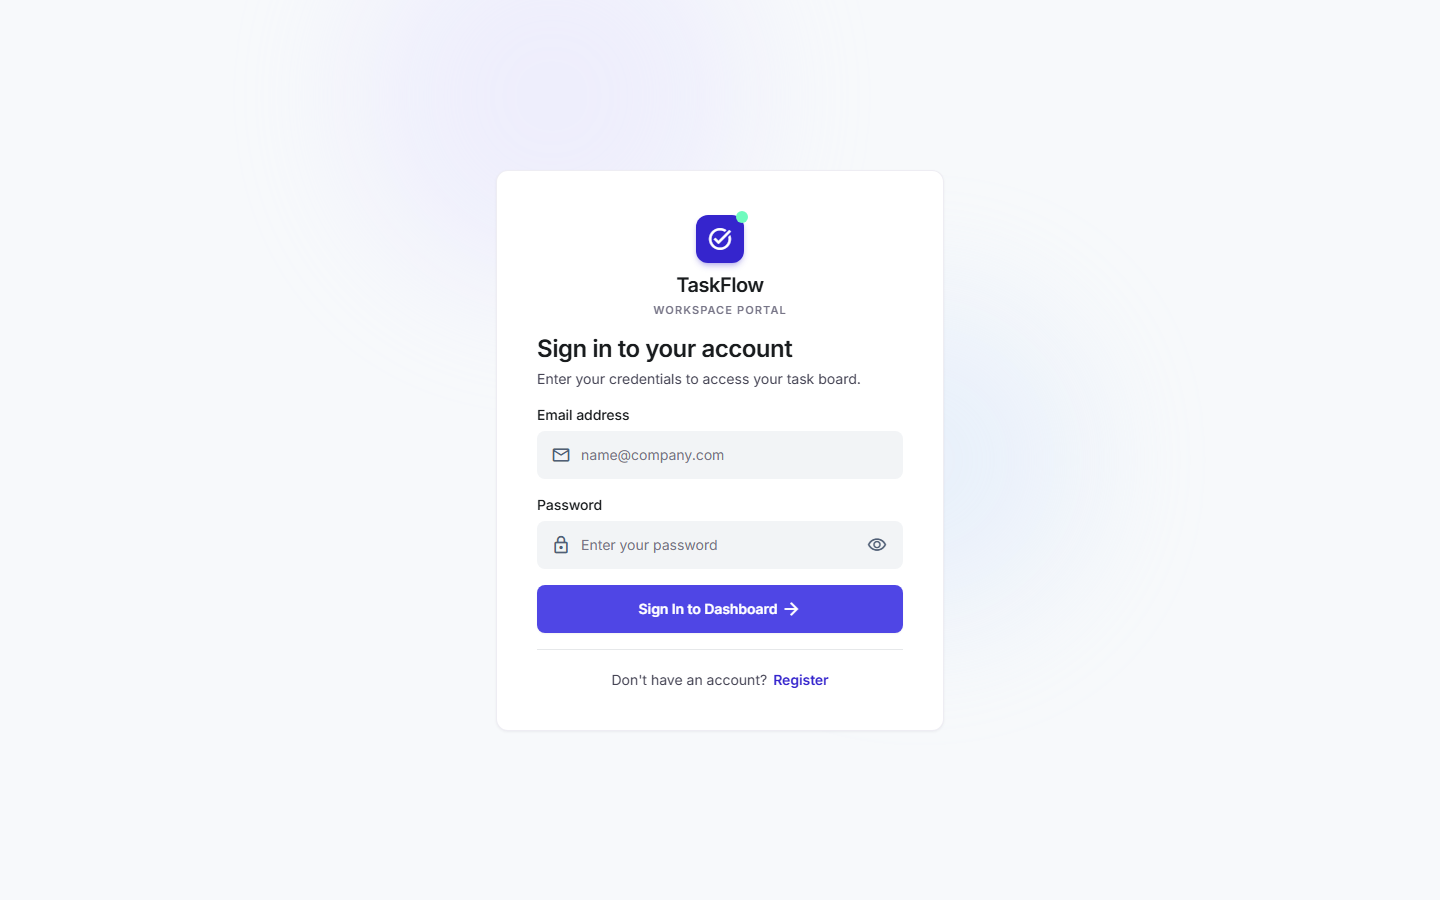 TaskFlow
WORKSPACE PORTAL
Sign in to your account
Enter your credentials to access your task board.
Email address
name@company.com
Password
Enter your password
Sign In to Dashboard
Don't have an account? Register